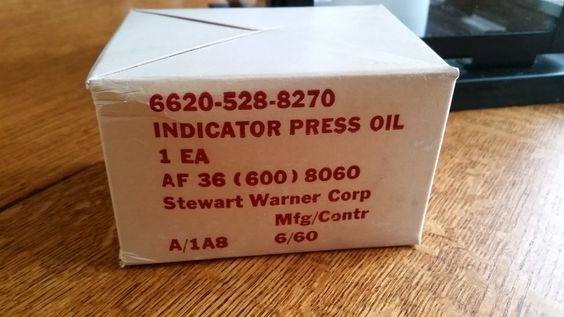 6620-528-8270
INDICATOR PRESS OIL
1 EA
AF 36 (600) 8060
Stewart Warner Corp
Mfg/Contr
A/1A8 6/60